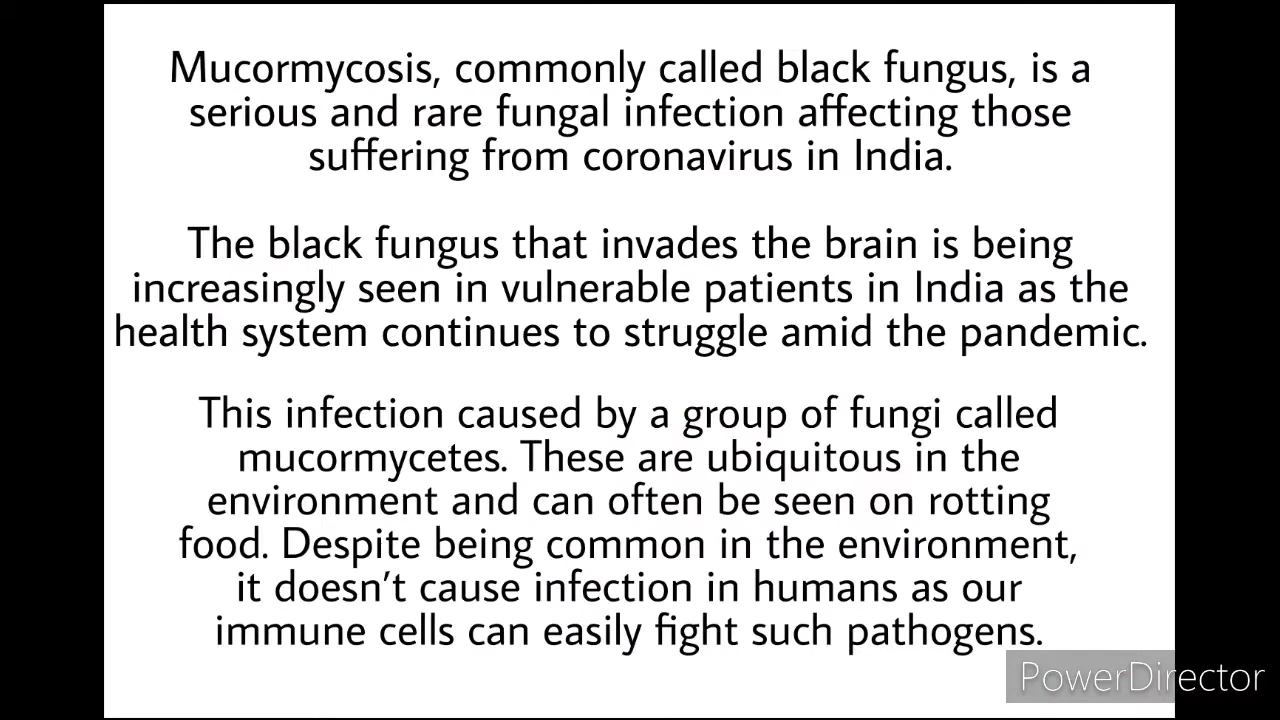 Mucormycosis, commonly called black fungus, is a
serious and rare fungal infection affecting those
suffering from coronavirus in India.
The black fungus that invades the brain is being
increasingly seen in vulnerable patients in India as the
health system continues to struggle amid the pandemic.
This infection caused by a group of fungi called
mucormycetes. These are ubiquitous in the
environment and can often be seen on rotting
food. Despite being common in the environment,
it doesn’t cause infection in humans as our
immune cells can easily fight such pathogens.
PowerDirector